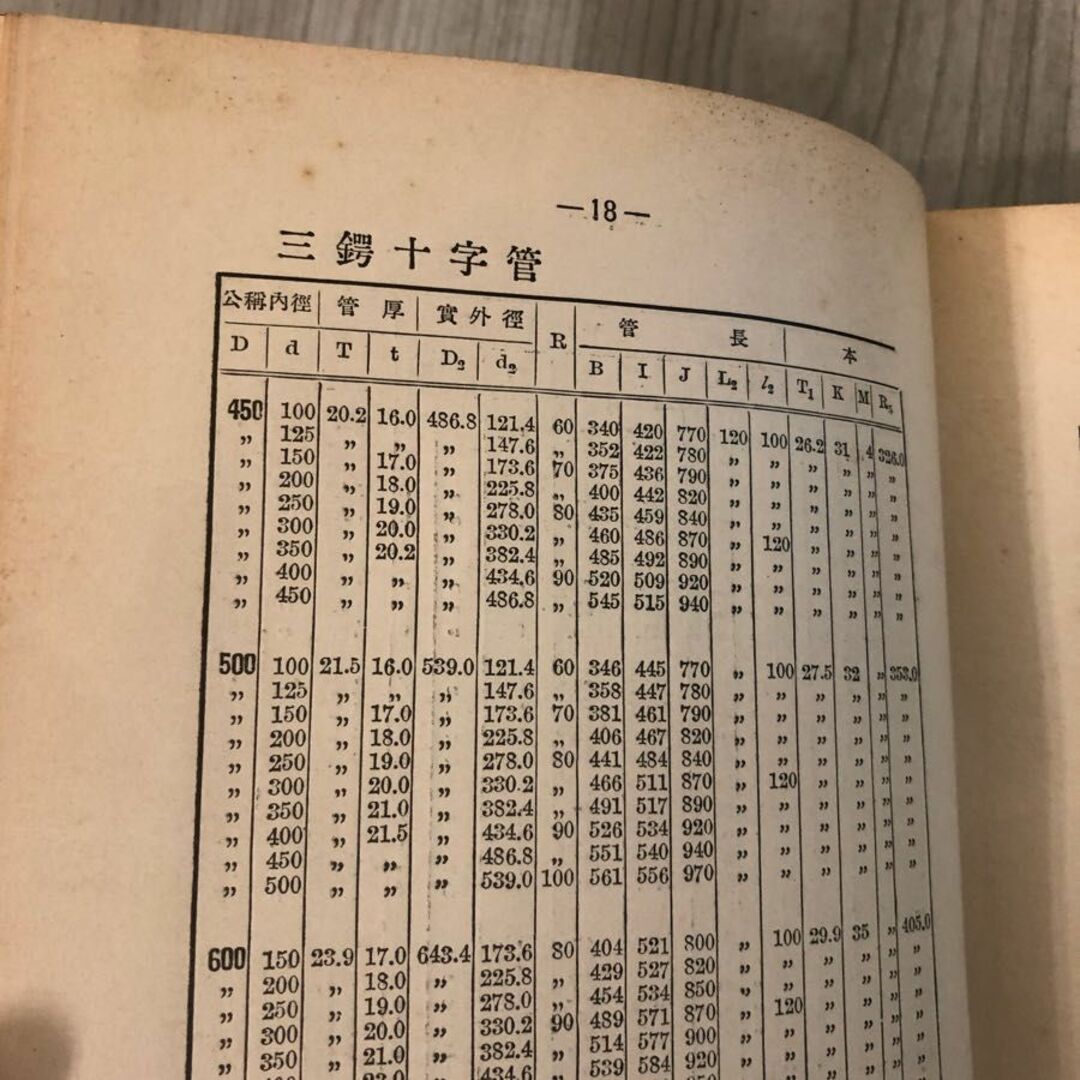 —18—
三鍔十字管
公稱內徑 管厚 實外徑 R 管長 本
D d T t D₂ d₂ B I J L₂ l₂ T₁ K M R₅
450 100 20.2 16.0 486.8 121.4 60 340 420 770 120 100 26.2 31 4 326.0
〃 125 〃 〃 〃 147.6 〃 352 422 780 〃 〃 〃 〃 〃 〃
〃 150 〃 17.0 〃 173.6 70 375 436 790 〃 〃 〃 〃 〃 〃
〃 200 〃 18.0 〃 225.8 〃 400 442 820 〃 〃 〃 〃 〃 〃
〃 250 〃 19.0 〃 278.0 80 435 459 840 〃 〃 〃 〃 〃 〃
〃 300 〃 20.0 〃 330.2 〃 460 486 870 〃 120 〃 〃 〃 〃
〃 350 〃 20.2 〃 382.4 〃 485 492 890 〃 〃 〃 〃 〃 〃
〃 400 〃 〃 〃 434.6 90 520 509 920 〃 〃 〃 〃 〃 〃
〃 450 〃 〃 〃 486.8 〃 545 515 940 〃 〃 〃 〃 〃 〃
500 100 21.5 16.0 539.0 121.4 60 346 445 770 〃 100 27.5 32 〃 353.0
〃 125 〃 〃 〃 147.6 〃 358 447 780 〃 〃 〃 〃 〃 〃
〃 150 〃 17.0 〃 173.6 70 381 461 790 〃 〃 〃 〃 〃 〃
〃 200 〃 18.0 〃 225.8 〃 406 467 820 〃 〃 〃 〃 〃 〃
〃 250 〃 19.0 〃 278.0 80 441 484 840 〃 〃 〃 〃 〃 〃
〃 300 〃 20.0 〃 330.2 〃 466 511 870 〃 120 〃 〃 〃 〃
〃 350 〃 21.0 〃 382.4 〃 491 517 890 〃 〃 〃 〃 〃 〃
〃 400 〃 21.5 〃 434.6 90 526 534 920 〃 〃 〃 〃 〃 〃
〃 450 〃 〃 〃 486.8 〃 551 540 940 〃 〃 〃 〃 〃 〃
〃 500 〃 〃 〃 539.0 100 561 556 970 〃 〃 〃 〃 〃 〃
600 150 23.9 17.0 643.4 173.6 80 404 521 800 〃 100 29.9 35 〃 405.0
〃 200 〃 18.0 〃 225.8 〃 429 527 820 〃 〃 〃 〃 〃 〃
〃 250 〃 19.0 〃 278.0 〃 454 534 850 〃 〃 〃 〃 〃 〃
〃 300 〃 20.0 〃 330.2 90 489 571 870 〃 120 〃 〃 〃 〃
〃 350 〃 21.0 〃 382.4 〃 514 577 900 〃 〃 〃 〃 〃 〃
434.6 〃 539 584 920